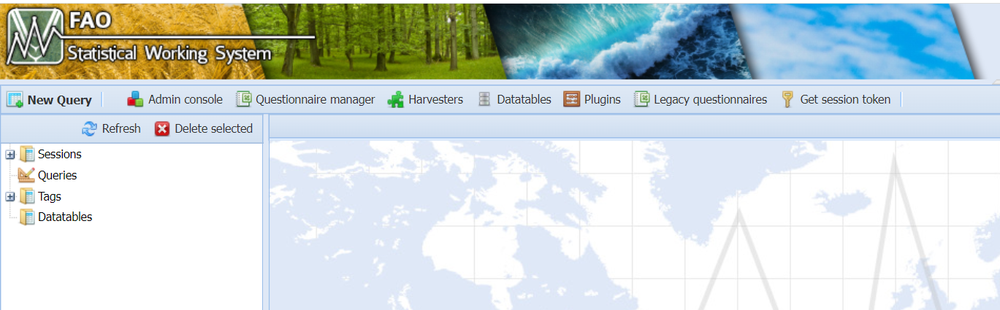 FAO
Statistical Working System
New Query Admin console Questionnaire manager Harvesters Datatables Plugins Legacy questionnaires Get session token
Refresh Delete selected
Sessions
Queries
Tags
Datatables